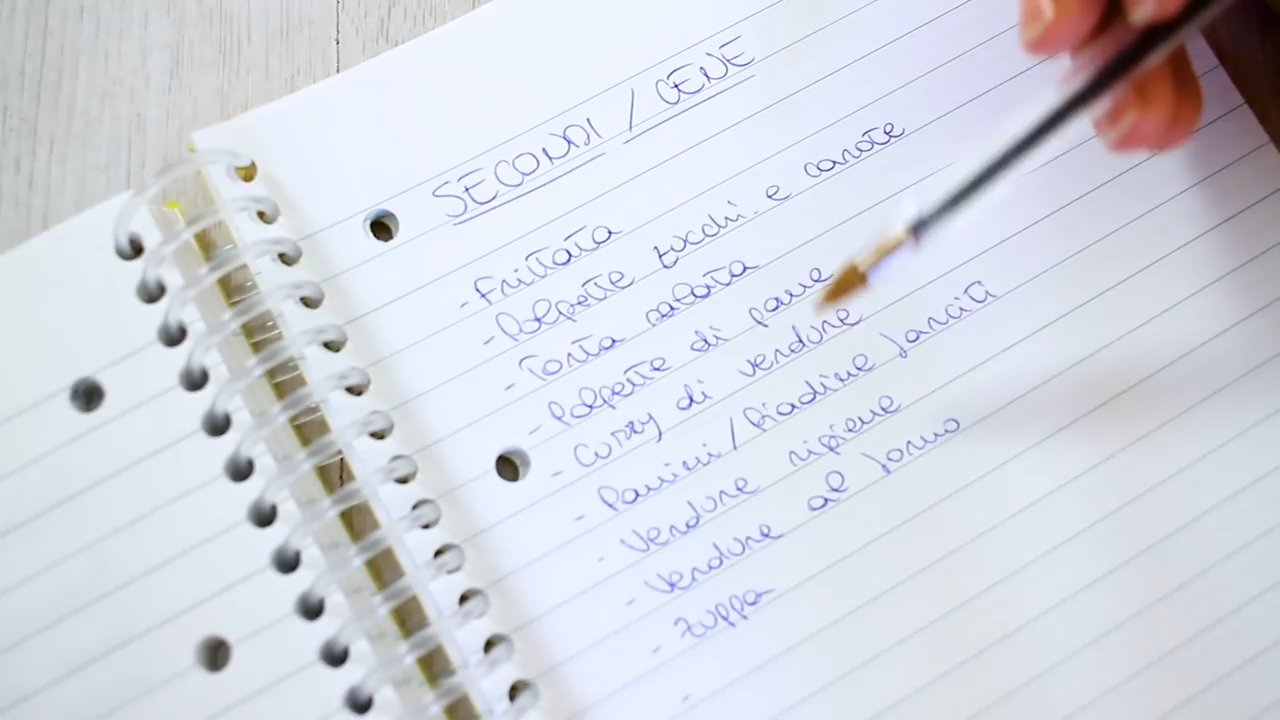 SECONDI / CENE
- Frittata
- Polpette zucchi. e carote
- Torta salata
- Polpette di pane
- Curry di verdure
- Panini / Piadine farciti
- Verdure ripiene
- Verdure al forno
- Zuppa
-